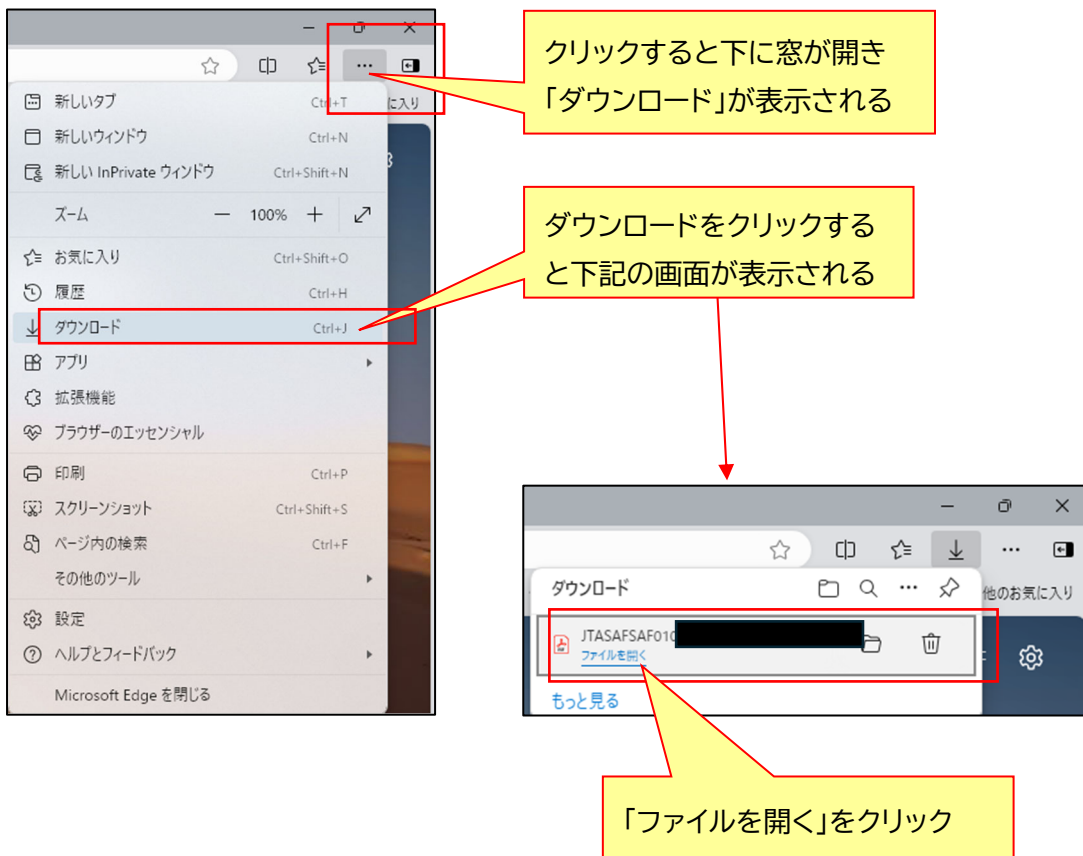 クリックすると下に窓が開き
「ダウンロード」が表示される
に入り
新しいタブ Ctrl+T
新しいウィンドウ Ctrl+N
新しい InPrivate ウィンドウ Ctrl+Shift+N
ズーム 100%
お気に入り Ctrl+Shift+O
履歴 Ctrl+H
ダウンロード Ctrl+J
アプリ
拡張機能
ブラウザーのエッセンシャル
印刷 Ctrl+P
スクリーンショット Ctrl+Shift+S
ページ内の検索 Ctrl+F
その他のツール
設定
ヘルプとフィードバック
Microsoft Edge を閉じる
ダウンロードをクリックする
と下記の画面が表示される
ダウンロード
他のお気に入り
JTASAFSAF010
ファイルを開く
もっと見る
「ファイルを開く」をクリック